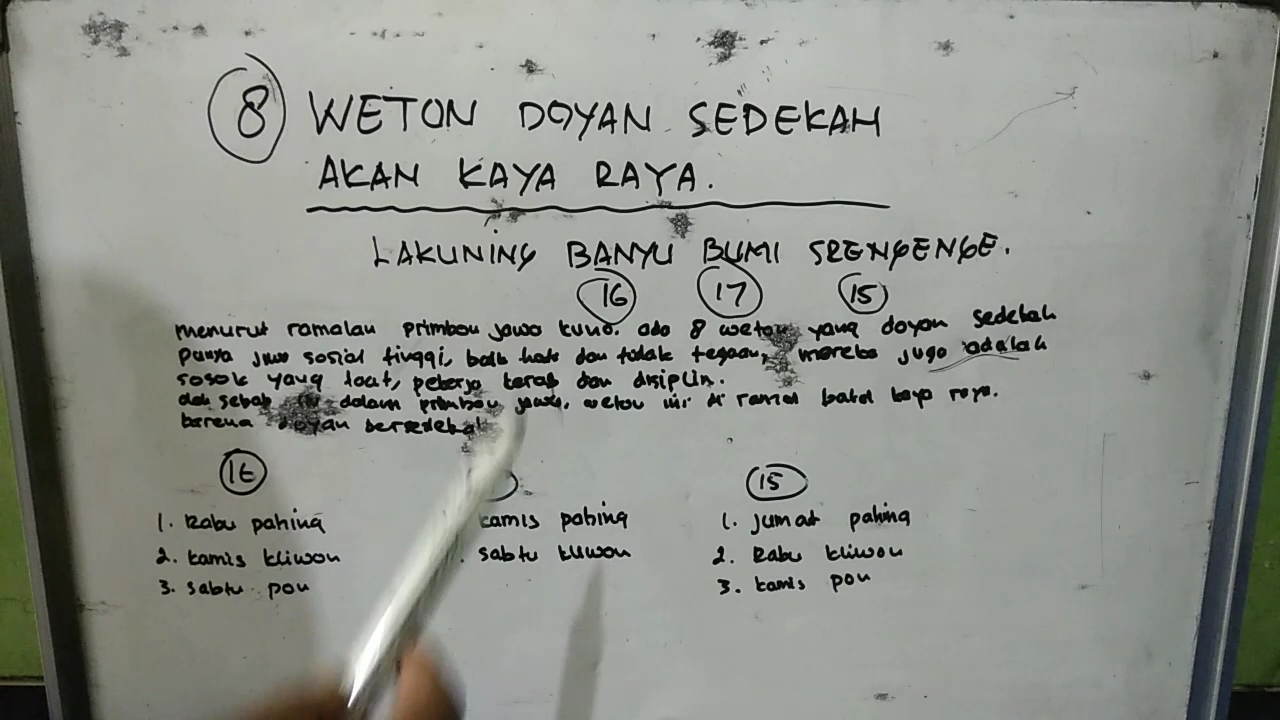 8 WETON DOYAN SEDEKAH
AKAN KAYA RAYA.
LAKUNING BANYU BUMI SRENGENGE.
16 17 15
menurut ramalan primbon jawa kuno. ada 8 weton yang doyan sedekah
punya jiwa sosial tinggi, baik hati dan tidak tegaan, mereka juga adalah
sosok yang taat, pekerja keras dan disiplin.
dak sebab itu dalam primbon jawa, weton ini di ramal bakal kaya raya.
karena doyan bersedekah
16 15
1. Rabu pahing kamis pahing 1. jumat pahing
2. kamis kliwon . sabtu kliwon 2. Rabu kliwon
3. sabtu pon 3. kamis pon